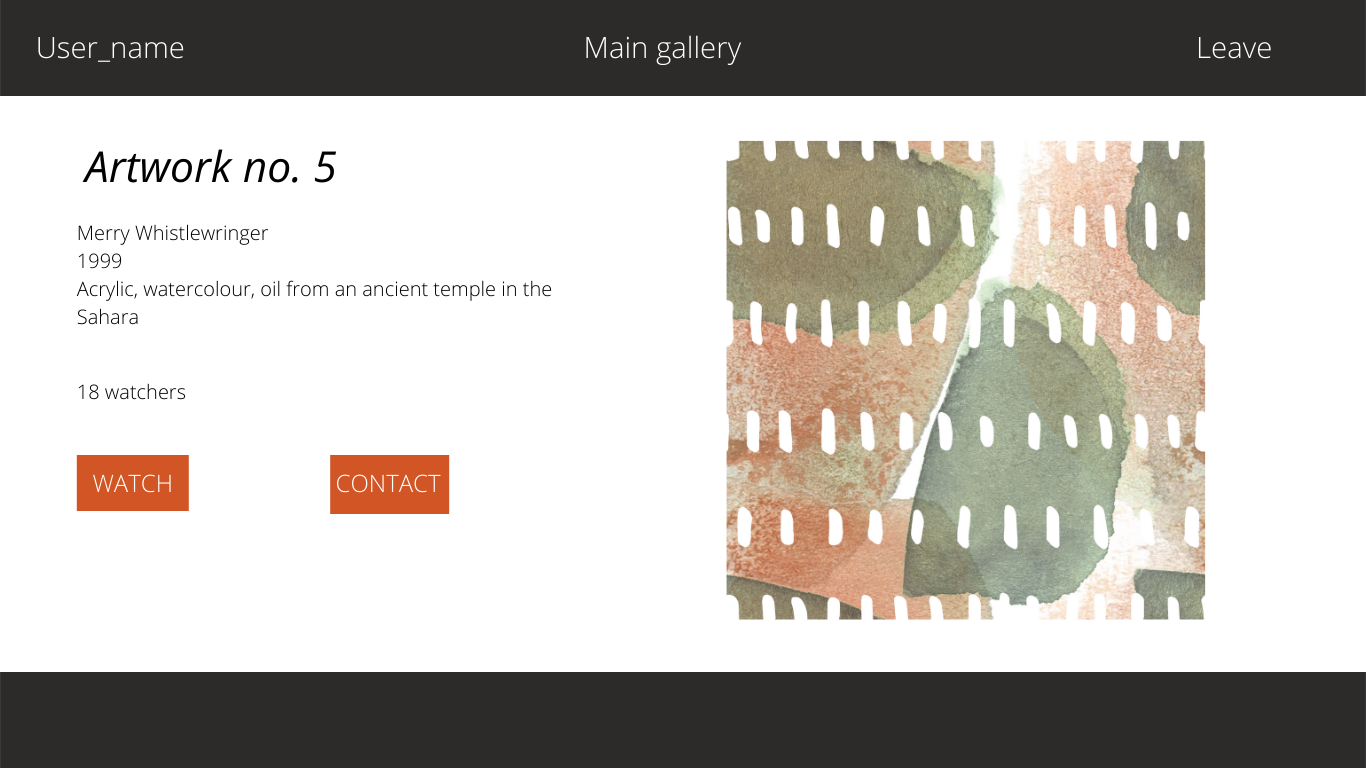 User_name
Main gallery
Leave
Artwork no. 5
Merry Whistlewringer
1999
Acrylic, watercolour, oil from an ancient temple in the
Sahara
18 watchers
WATCH
CONTACT